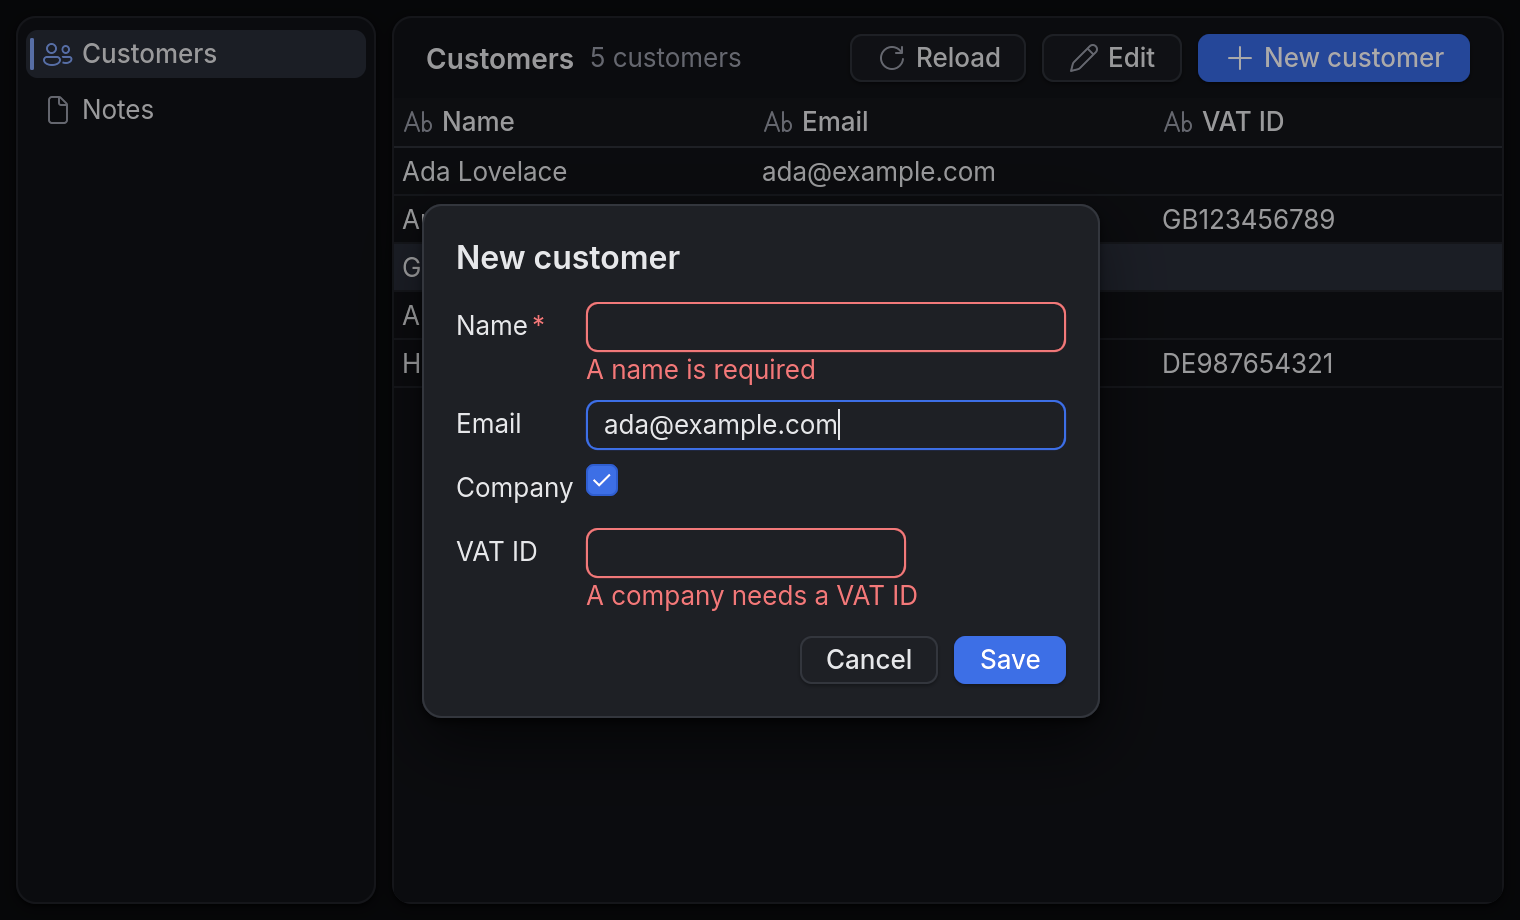 Customers
Notes
Customers 5 customers Reload Edit New customer
Ab Name Ab Email Ab VAT ID
Ada Lovelace ada@example.com
GB123456789
DE987654321
New customer
Name *
A name is required
Email ada@example.com
Company
VAT ID
A company needs a VAT ID
Cancel Save